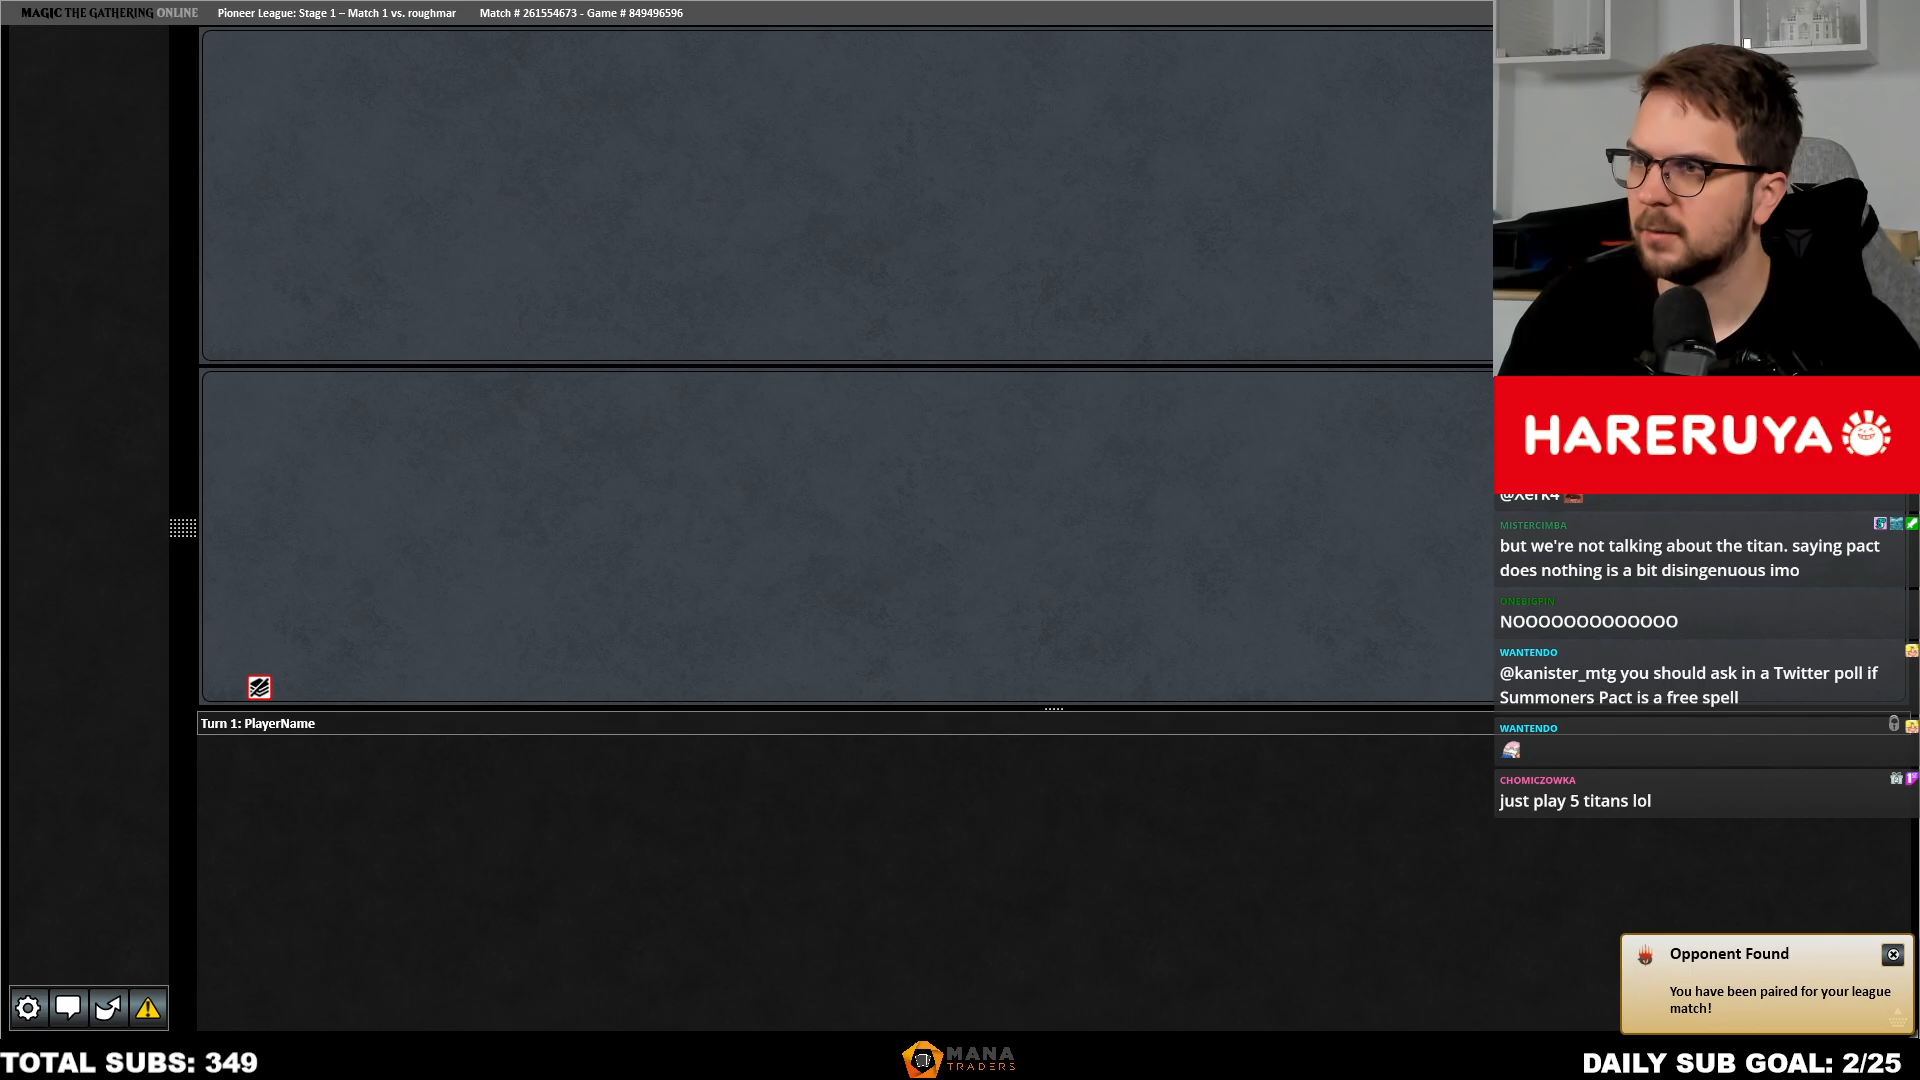 MAGIC THE GATHERING ONLINE
Pioneer League: Stage 1 – Match 1 vs. roughmar
Match # 261554673 - Game # 849496596
HARERUYA
@Xerk4
MISTERCIMBA
but we're not talking about the titan. saying pact
does nothing is a bit disingenuous imo
ONEBIGPIN
NOOOOOOOOOOOOO
WANTENDO
@kanister_mtg you should ask in a Twitter poll if
Summoners Pact is a free spell
Turn 1: PlayerName
WANTENDO
CHOMICZOWKA
just play 5 titans lol
Opponent Found
You have been paired for your league
match!
TOTAL SUBS: 349
MANA
TRADERS
DAILY SUB GOAL: 2/25